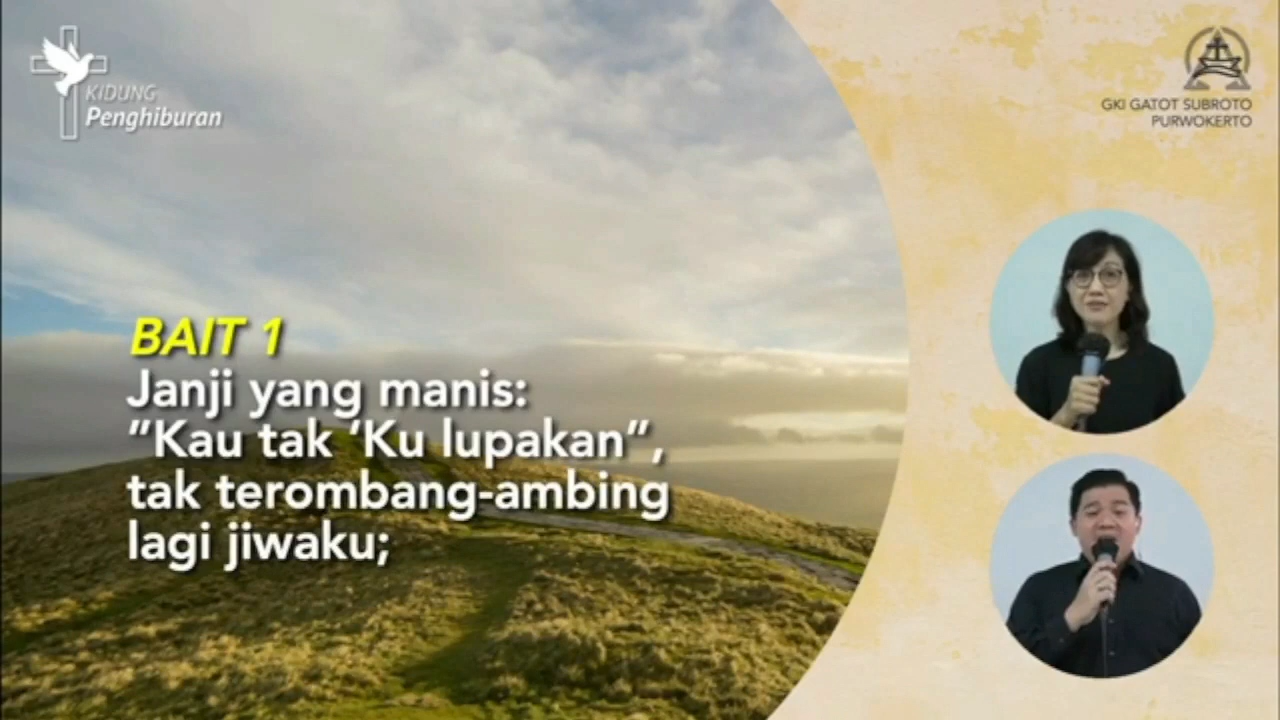 KIDUNG
Penghiburan
GKI GATOT SUBROTO
PURWOKERTO
BAIT 1
Janji yang manis:
”Kau tak ‘Ku lupakan”,
tak terombang-ambing
lagi jiwaku;